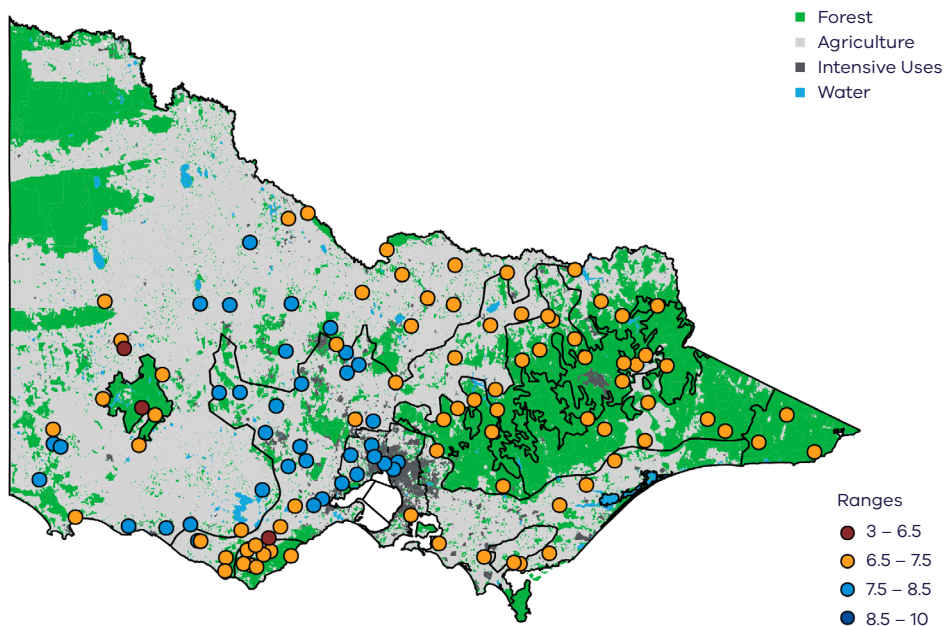 Forest
Agriculture
Intensive Uses
Water
Ranges
3 – 6.5
6.5 – 7.5
7.5 – 8.5
8.5 – 10